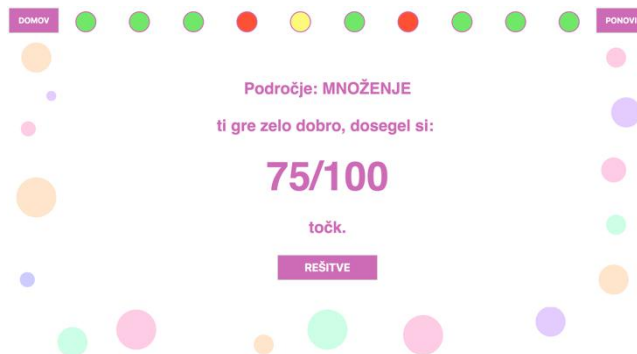 DOMOV
PONOVI
Področje: MNOŽENJE
ti gre zelo dobro, dosegel si:
75/100
točk.
REŠITVE